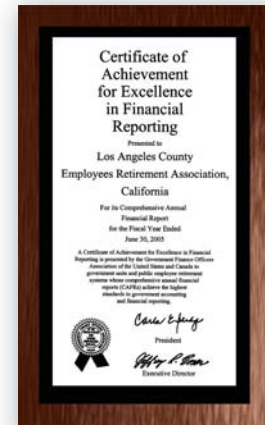 Certificate of
Achievement
for Excellence
in Financial
Reporting
Presented to
Los Angeles County
Employees Retirement Association,
California
For its Comprehensive Annual
Financial Report
for the Fiscal Year Ended
June 30, 2005
A Certificate of Achievement for Excellence in Financial
Reporting is presented by the Government Finance Officers
Association of the United States and Canada to
government units and public employee retirement
systems whose comprehensive annual financial
reports (CAFRs) achieve the highest
standards in government accounting
and financial reporting.
President
Executive Director